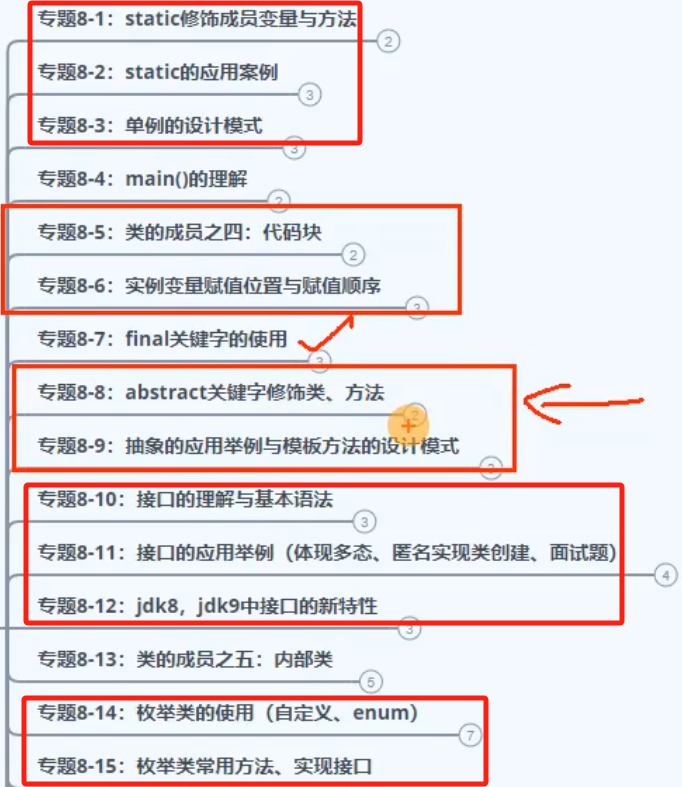 专题8-1：static修饰成员变量与方法
2
专题8-2：static的应用案例
3
专题8-3：单例的设计模式
3
专题8-4：main()的理解
2
专题8-5：类的成员之四：代码块
2
专题8-6：实例变量赋值位置与赋值顺序
3
专题8-7：final关键字的使用
3
专题8-8：abstract关键字修饰类、方法
2
专题8-9：抽象的应用举例与模板方法的设计模式
专题8-10：接口的理解与基本语法
3
专题8-11：接口的应用举例（体现多态、匿名实现类创建、面试题）
4
专题8-12：jdk8，jdk9中接口的新特性
3
专题8-13：类的成员之五：内部类
5
专题8-14：枚举类的使用（自定义、enum）
7
专题8-15：枚举类常用方法、实现接口